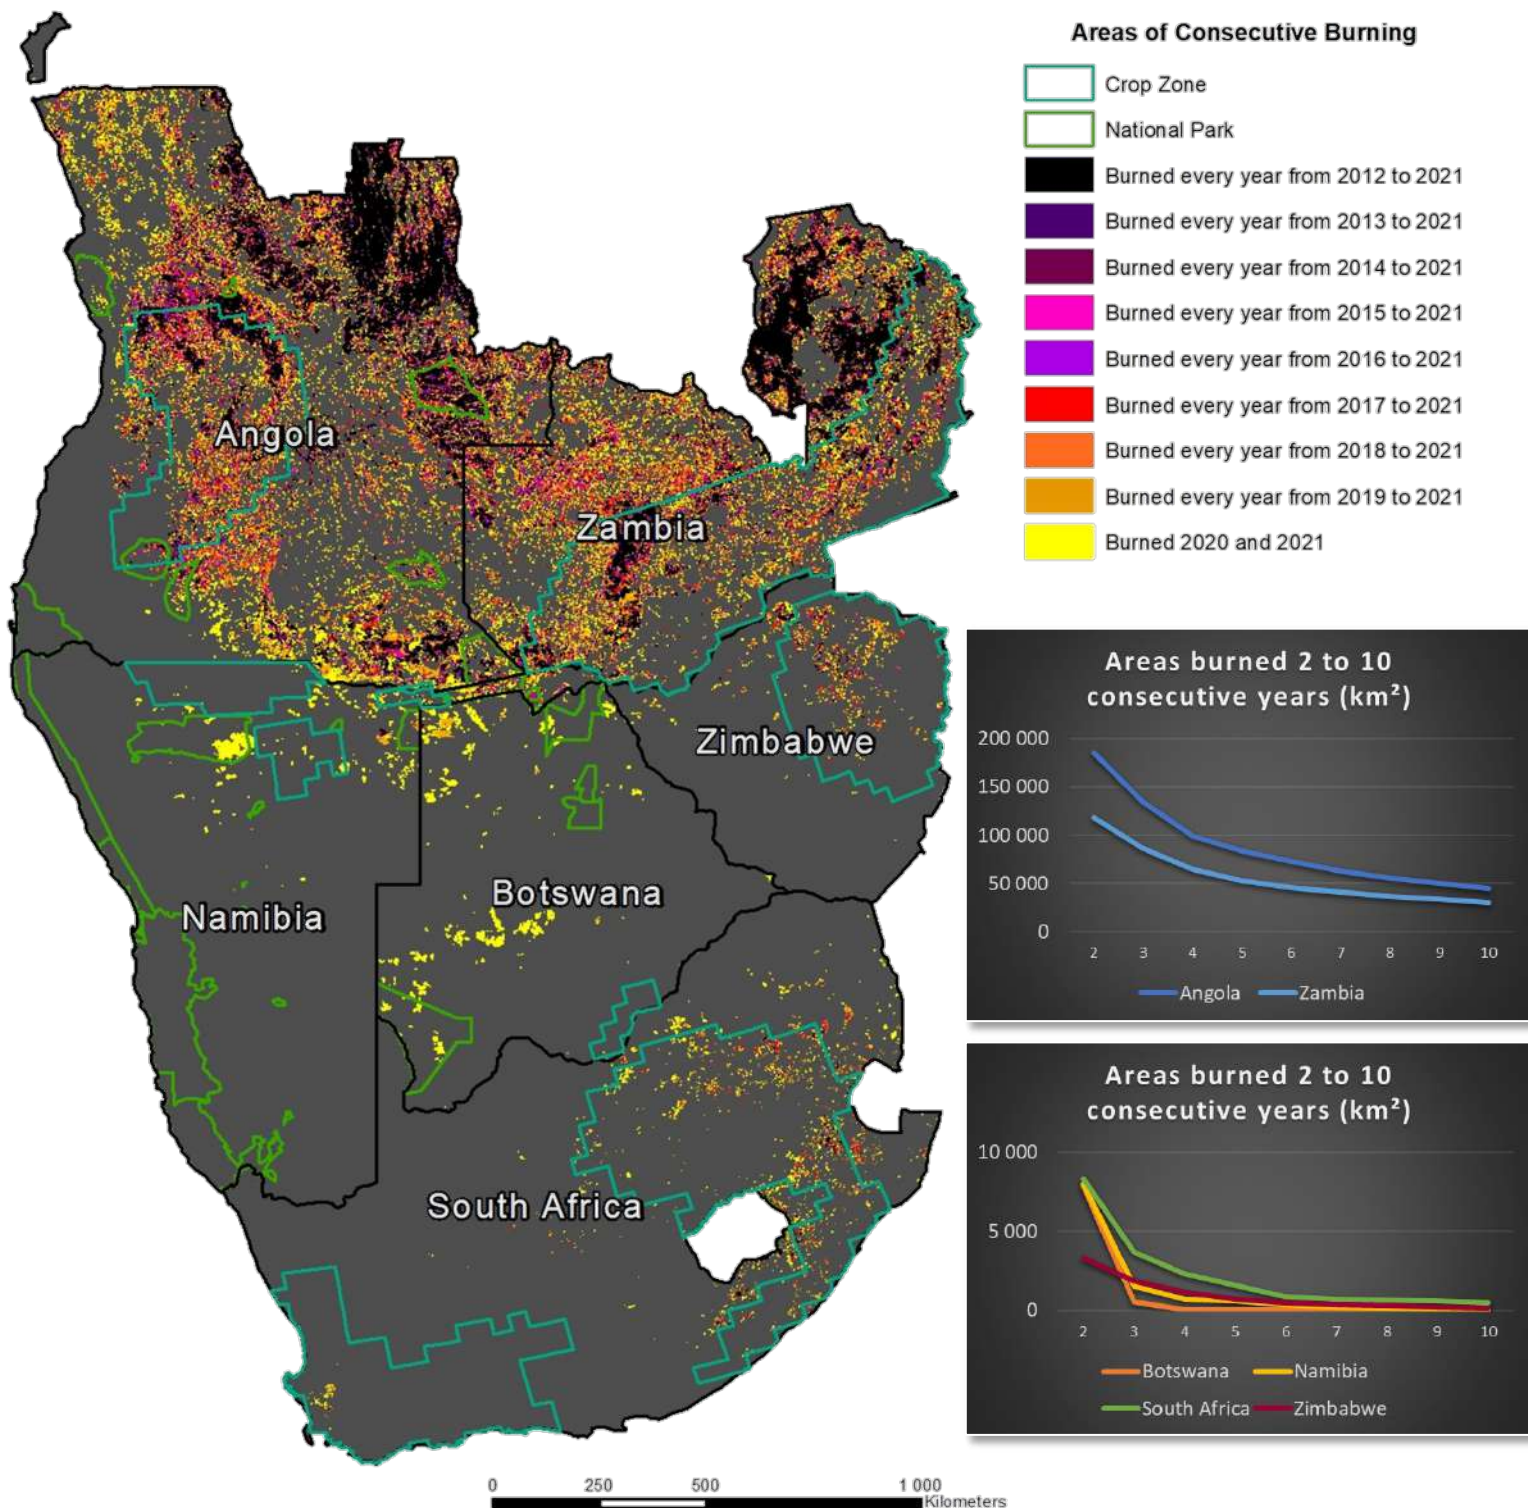 Areas of Consecutive Burning
Crop Zone
National Park
Burned every year from 2012 to 2021
Burned every year from 2013 to 2021
Burned every year from 2014 to 2021
Burned every year from 2015 to 2021
Burned every year from 2016 to 2021
Burned every year from 2017 to 2021
Burned every year from 2018 to 2021
Burned every year from 2019 to 2021
Burned 2020 and 2021
Angola
Zambia
Zimbabwe
Botswana
Namibia
South Africa
Areas burned 2 to 10
consecutive years (km²)
200 000
150 000
100 000
50 000
0
2 3 4 5 6 7 8 9 10
Angola Zambia
Areas burned 2 to 10
consecutive years (km²)
10 000
5 000
0
2 3 4 5 6 7 8 9 10
Botswana Namibia
South Africa Zimbabwe
0 250 500 1 000
Kilometers